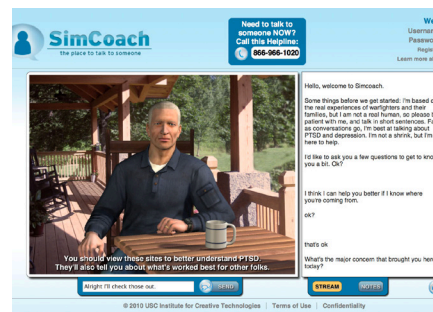 SimCoach
the place to talk to someone
Need to talk to
someone NOW?
Call this Helpline:
866-966-1020
We
Userna
Passwo
Regis
Learn more a
Hello, welcome to Simcoach.
Some things before we get started: I'm based o
the real experiences of warfighters and their
families, but I am not a real human, so please b
patient with me, and talk in short sentences. Fa
as conversations go, I'm best at talking about
PTSD and depression. I'm not a shrink, but I'm
here to help.
I'd like to ask you a few questions to get to kno
you a bit. Ok?
I think I can help you better if I know where
you're coming from.
ok?
that's ok
What's the major concern that brought you here
today?
You should view these sites to better understand PTSD.
They'll also tell you about what's worked best for other folks.
Alright I'll check those out.
SEND
STREAM
NOTES
© 2010 USC Institute for Creative Technologies | Terms of Use | Confidentiality